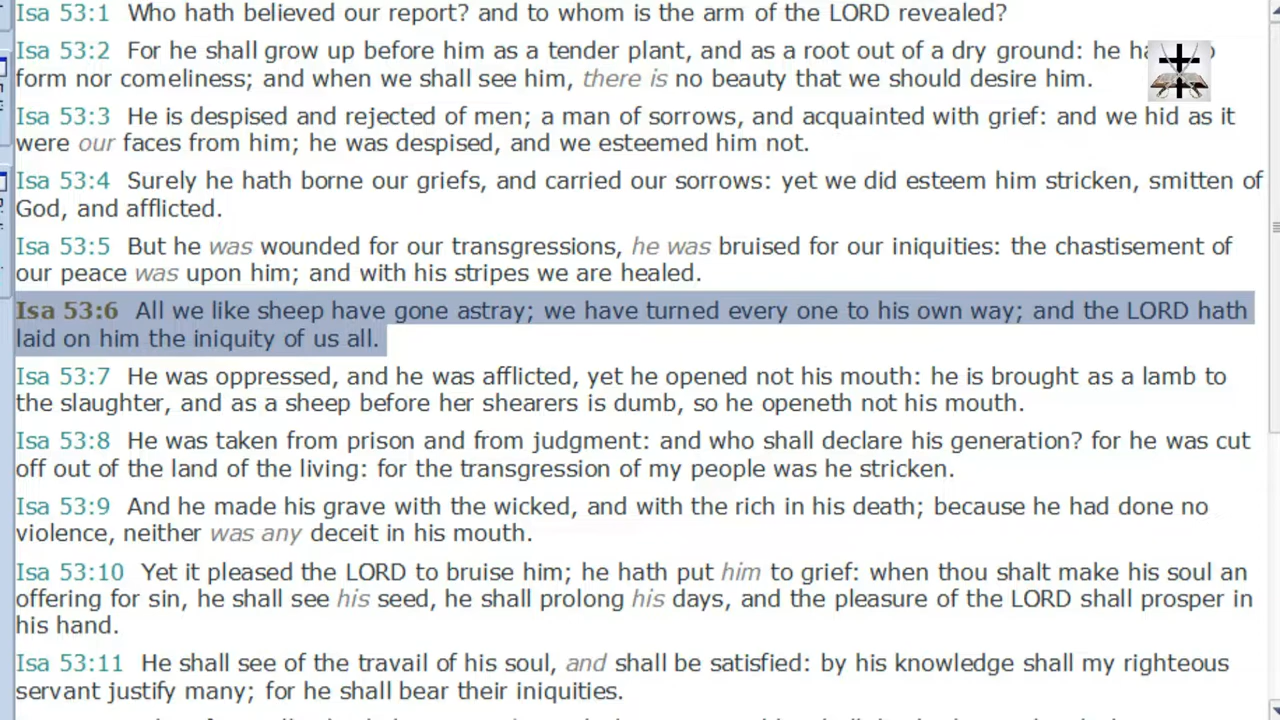 Isa 53:1 Who hath believed our report? and to whom is the arm of the LORD revealed?
Isa 53:2 For he shall grow up before him as a tender plant, and as a root out of a dry ground: he
form nor comeliness; and when we shall see him, there is no beauty that we should desire him.
Isa 53:3 He is despised and rejected of men; a man of sorrows, and acquainted with grief: and we hid as it
were our faces from him; he was despised, and we esteemed him not.
Isa 53:4 Surely he hath borne our griefs, and carried our sorrows: yet we did esteem him stricken, smitten of
God, and afflicted.
Isa 53:5 But he was wounded for our transgressions, he was bruised for our iniquities: the chastisement of
our peace was upon him; and with his stripes we are healed.
Isa 53:6 All we like sheep have gone astray; we have turned every one to his own way; and the LORD hath
laid on him the iniquity of us all.
Isa 53:7 He was oppressed, and he was afflicted, yet he opened not his mouth: he is brought as a lamb to
the slaughter, and as a sheep before her shearers is dumb, so he openeth not his mouth.
Isa 53:8 He was taken from prison and from judgment: and who shall declare his generation? for he was cut
off out of the land of the living: for the transgression of my people was he stricken.
Isa 53:9 And he made his grave with the wicked, and with the rich in his death; because he had done no
violence, neither was any deceit in his mouth.
Isa 53:10 Yet it pleased the LORD to bruise him; he hath put him to grief: when thou shalt make his soul an
offering for sin, he shall see his seed, he shall prolong his days, and the pleasure of the LORD shall prosper in
his hand.
Isa 53:11 He shall see of the travail of his soul, and shall be satisfied: by his knowledge shall my righteous
servant justify many; for he shall bear their iniquities.